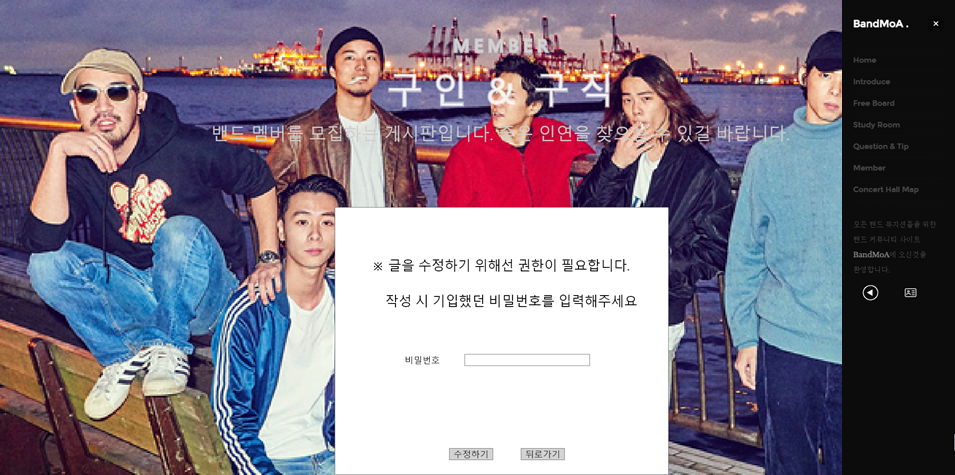 MEMBER
구인 & 구직
밴드 멤버를 모집하는 게시판입니다. 좋은 인연을 찾으실 수 있길 바랍니다.
※ 글을 수정하기 위해선 권한이 필요합니다.
작성 시 기입했던 비밀번호를 입력해주세요
비밀번호
수정하기 뒤로가기
BandMoA .
×
Home
Introduce
Free Board
Study Room
Question & Tip
Member
Concert Hall Map
모든 밴드 뮤지션들을 위한
밴드 커뮤니티 사이트
BandMoA에 오신것을
환영합니다.